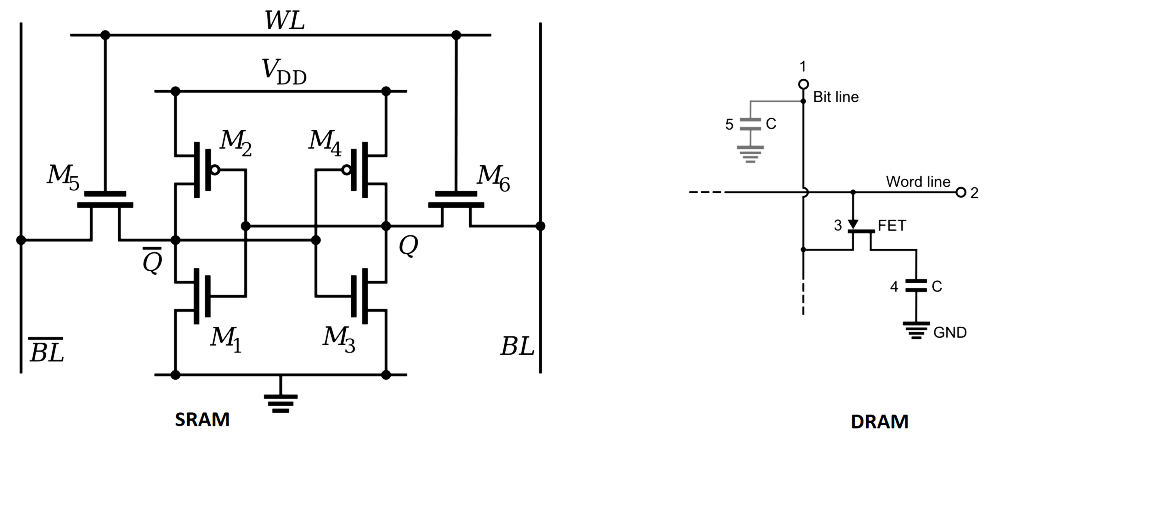 WL
V_DD
M2
M4
M5
M6
Q̅
Q
M1
M3
B̅L̅
BL
SRAM
1
Bit line
5 C
Word line 2
3 FET
4 C
GND
DRAM